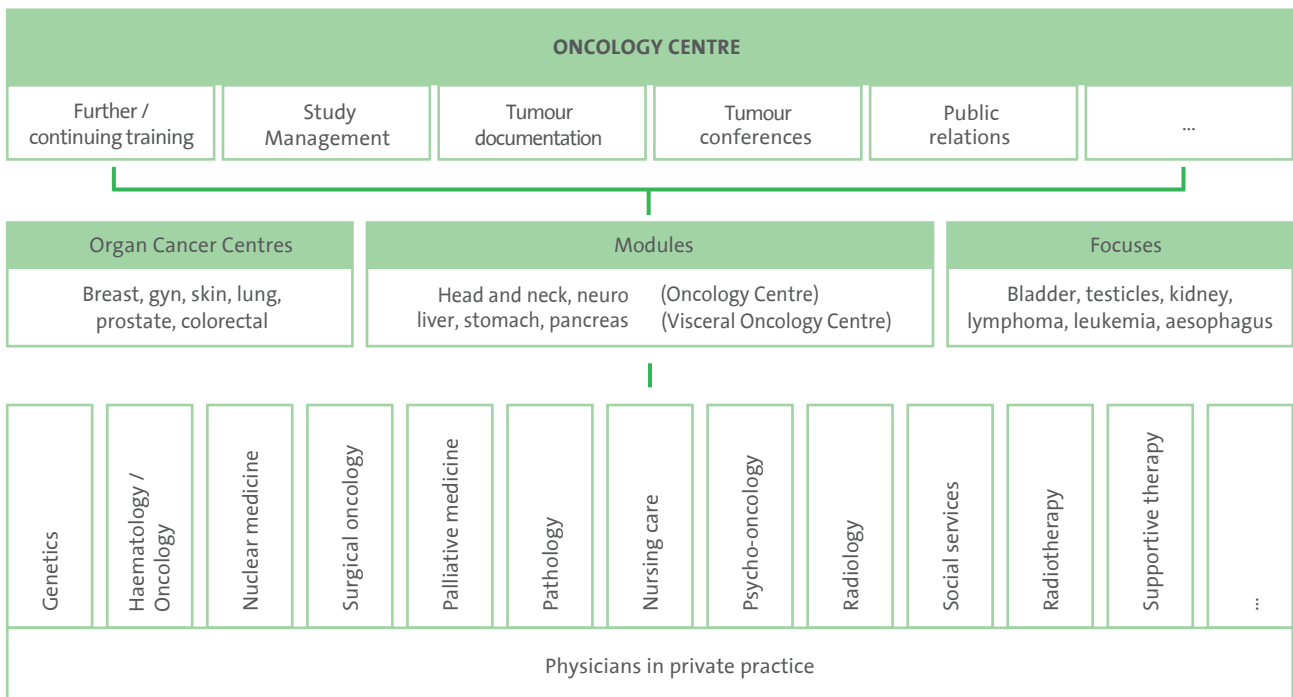 ONCOLOGY CENTRE
Further /
continuing training
Study
Management
Tumour
documentation
Tumour
conferences
Public
relations
...
Organ Cancer Centres
Breast, gyn, skin, lung,
prostate, colorectal
Modules
Head and neck, neuro (Oncology Centre)
liver, stomach, pancreas (Visceral Oncology Centre)
Focuses
Bladder, testicles, kidney,
lymphoma, leukemia, aesophagus
Genetics
Haematology /
Oncology
Nuclear medicine
Surgical oncology
Palliative medicine
Pathology
Nursing care
Psycho-oncology
Radiology
Social services
Radiotherapy
Supportive therapy
...
Physicians in private practice